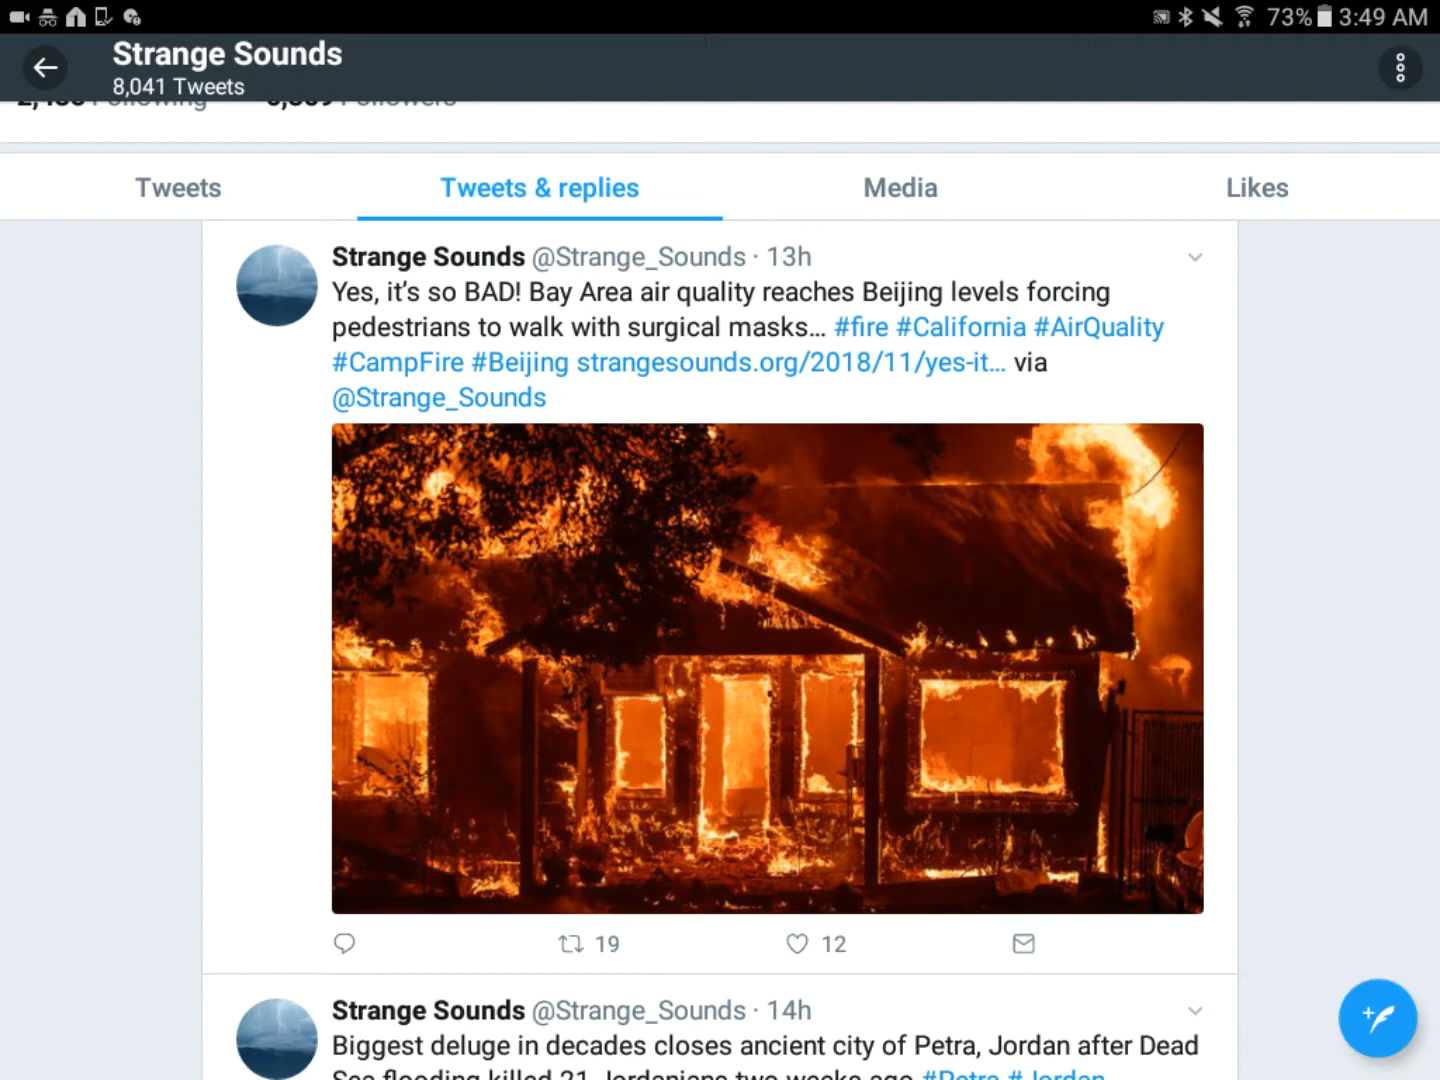 73% 3:49 AM
Strange Sounds
8,041 Tweets
Following Followers
Tweets Tweets & replies Media Likes
Strange Sounds @Strange_Sounds · 13h
Yes, it's so BAD! Bay Area air quality reaches Beijing levels forcing
pedestrians to walk with surgical masks… #fire #California #AirQuality
#CampFire #Beijing strangesounds.org/2018/11/yes-it… via
@Strange_Sounds
19 12
Strange Sounds @Strange_Sounds · 14h
Biggest deluge in decades closes ancient city of Petra, Jordan after Dead
Sea flooding killed 21 Jordanians two weeks ago #Petra #Jordan